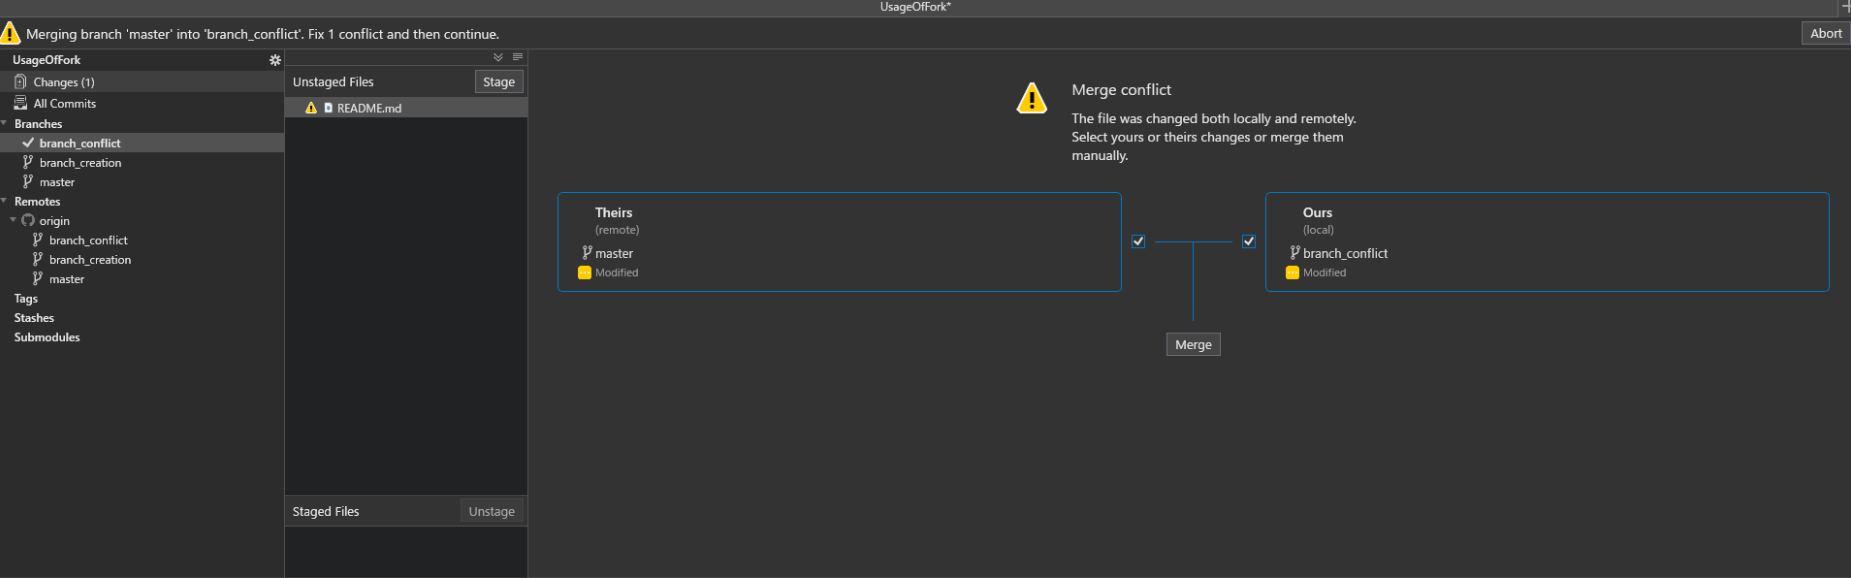 UsageOfFork*
Merging branch 'master' into 'branch_conflict'. Fix 1 conflict and then continue.
Abort
UsageOfFork
Changes (1)
All Commits
Branches
branch_conflict
branch_creation
master
Remotes
origin
branch_conflict
branch_creation
master
Tags
Stashes
Submodules
Unstaged Files
Stage
README.md
Staged Files
Unstage
Merge conflict
The file was changed both locally and remotely.
Select yours or theirs changes or merge them
manually.
Theirs
(remote)
master
Modified
Ours
(local)
branch_conflict
Modified
Merge